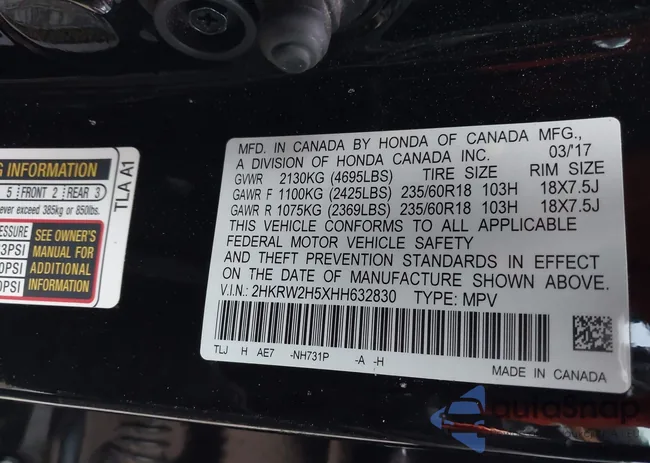 MFD. IN CANADA BY HONDA OF CANADA MFG.,
A DIVISION OF HONDA CANADA INC. 03/'17
GVWR 2130KG (4695LBS) TIRE SIZE RIM SIZE
GAWR F 1100KG (2425LBS) 235/60R18 103H 18X7.5J
GAWR R 1075KG (2369LBS) 235/60R18 103H 18X7.5J
THIS VEHICLE CONFORMS TO ALL APPLICABLE
FEDERAL MOTOR VEHICLE SAFETY
AND THEFT PREVENTION STANDARDS IN EFFECT
ON THE DATE OF MANUFACTURE SHOWN ABOVE.
V.I.N.: 2HKRW2H5XHH632830 TYPE: MPV
TLJ H AE7 -NH731P -A -H
MADE IN CANADA
G INFORMATION
5 FRONT 2 REAR 3
ever exceed 385kg or 850lbs.
ESSURE SEE OWNER'S
3PSI MANUAL FOR
0PSI ADDITIONAL
0PSI INFORMATION
TLA A1
autoSnap